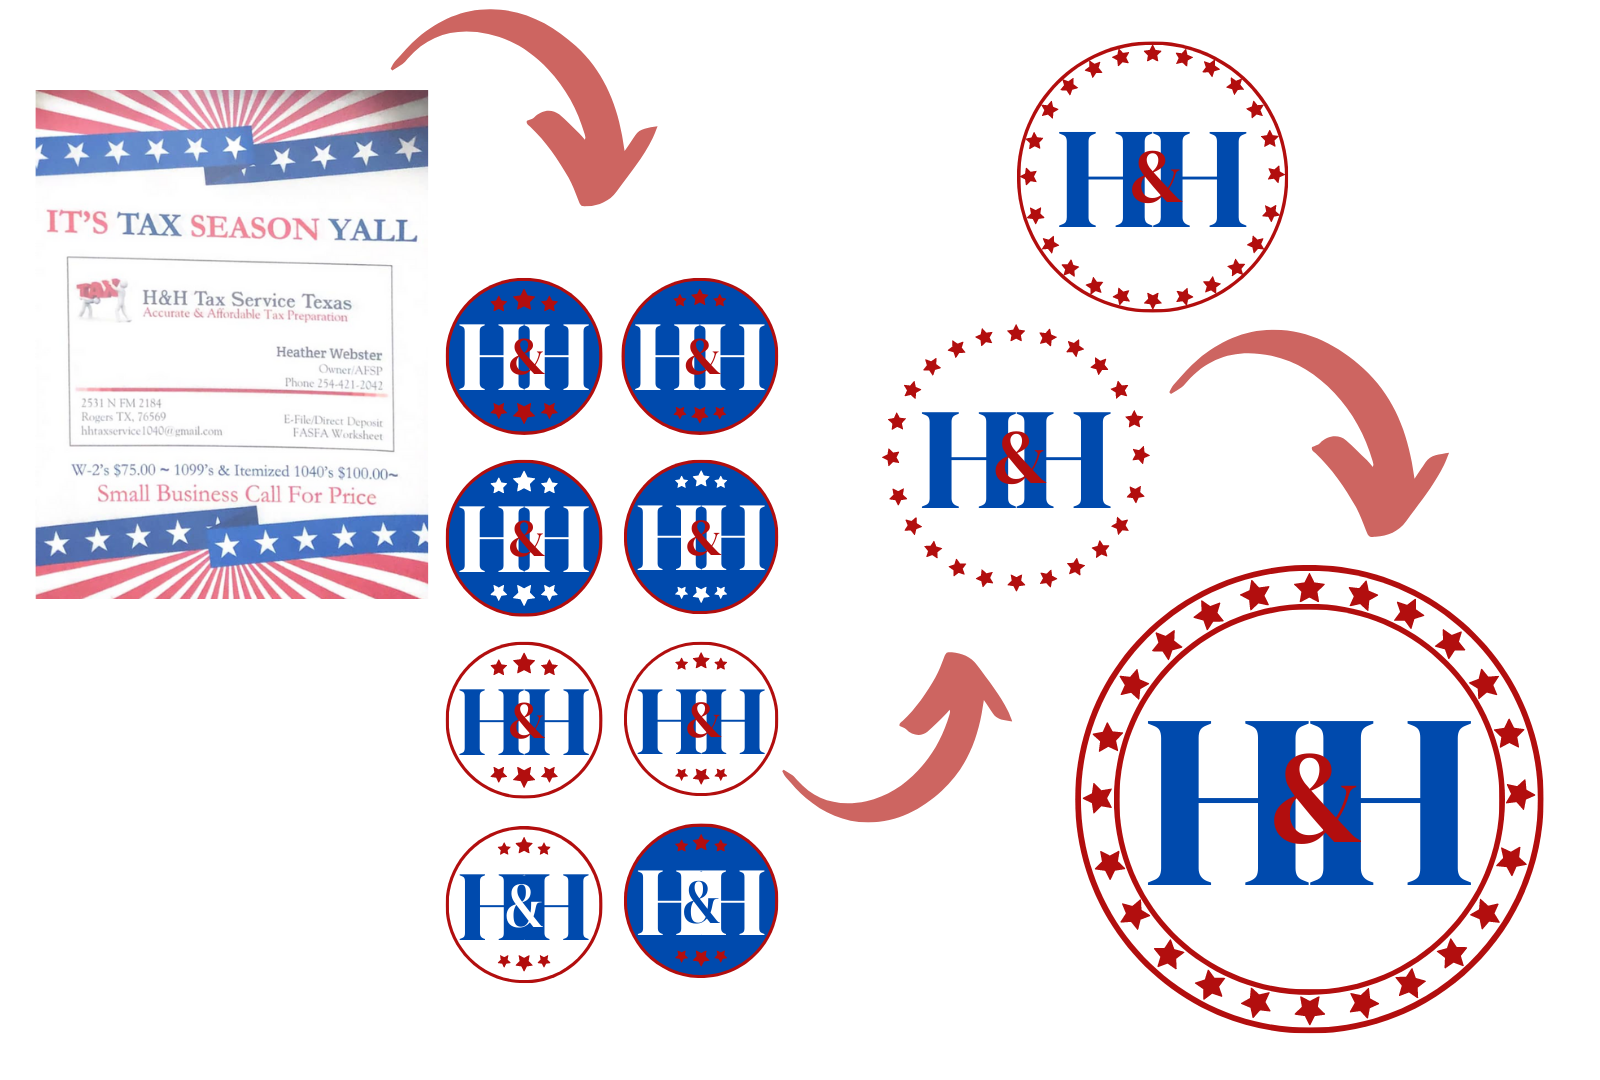 IT'S TAX SEASON YALL
TAX
H&H Tax Service Texas
Accurate & Affordable Tax Preparation
Heather Webster
Owner/AFSP
Phone 254-421-2042
2531 N FM 2184
Rogers TX, 76569
hhtaxservice1040@gmail.com
E-File/Direct Deposit
FASFA Worksheet
W-2's $75.00 ~ 1099's & Itemized 1040's $100.00~
Small Business Call For Price
H&H
H&H
H&H
H&H
H&H
H&H
H&H
H&H
H&H
H&H
H&H